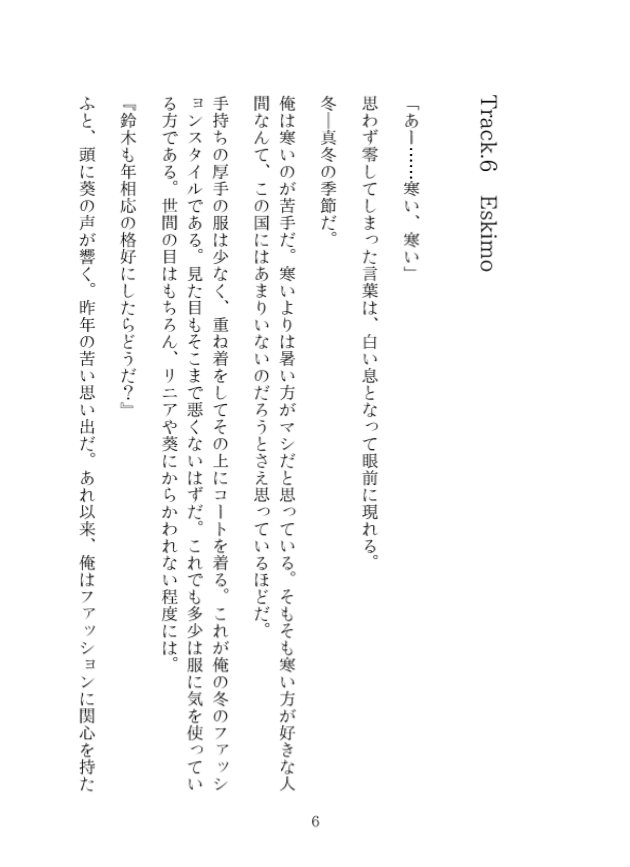 Track.6　Eskimo
「あー……寒い、寒い」
思わず零してしまった言葉は、白い息となって眼前に現れる。
冬―真冬の季節だ。
俺は寒いのが苦手だ。寒いよりは暑い方がマシだと思っている。そもそも寒い方が好きな人
間なんて、この国にはあまりいないのだろうとさえ思っているほどだ。
手持ちの厚手の服は少なく、重ね着をしてその上にコートを着る。これが俺の冬のファッシ
ョンスタイルである。見た目もそこまで悪くないはずだ。これでも多少は服に気を使ってい
る方である。世間の目はもちろん、リニアや葵にからかわれない程度には。
『鈴木も年相応の格好にしたらどうだ？』
ふと、頭に葵の声が響く。昨年の苦い思い出だ。あれ以来、俺はファッションに関心を持た
6